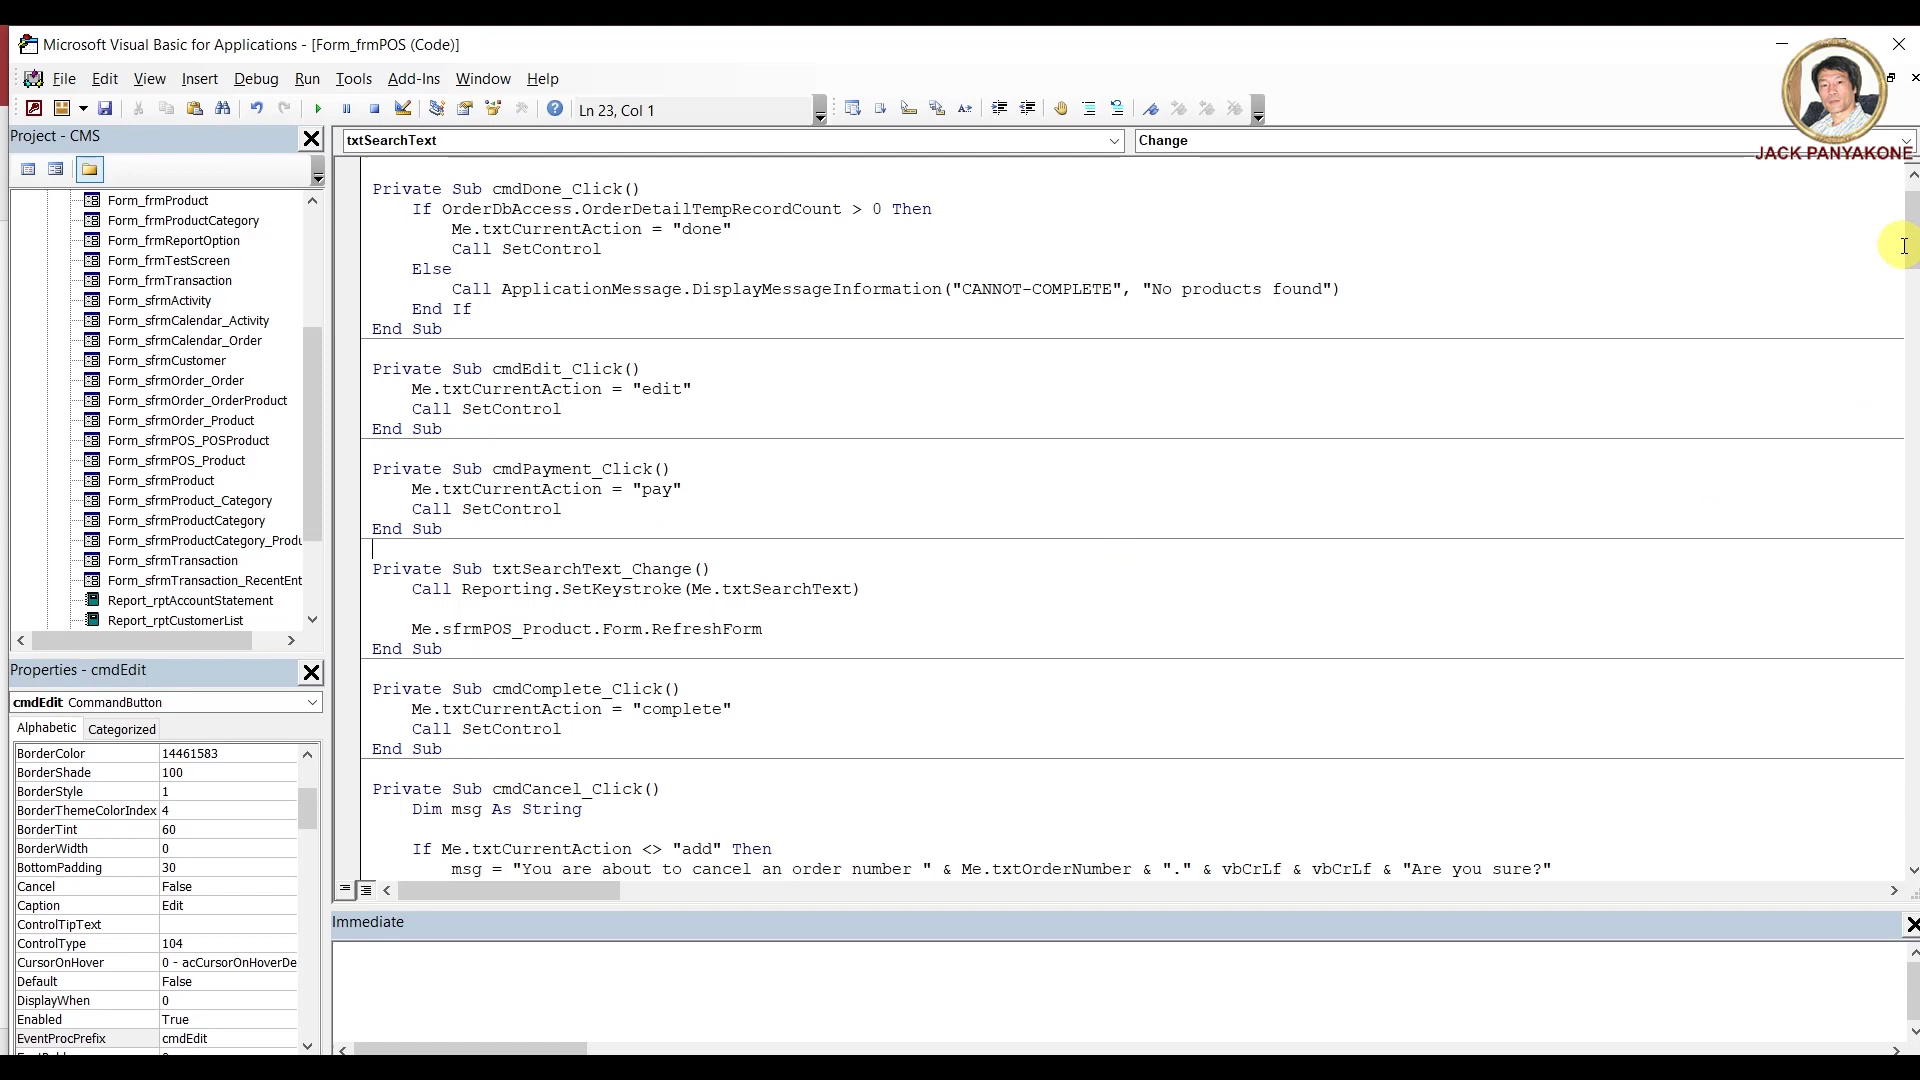 Microsoft Visual Basic for Applications - [Form_frmPOS (Code)]
File Edit View Insert Debug Run Tools Add-Ins Window Help
Ln 23, Col 1
JACK PANYAKONE
Project - CMS
Form_frmProduct
Form_frmProductCategory
Form_frmReportOption
Form_frmTestScreen
Form_frmTransaction
Form_sfrmActivity
Form_sfrmCalendar_Activity
Form_sfrmCalendar_Order
Form_sfrmCustomer
Form_sfrmOrder_Order
Form_sfrmOrder_OrderProduct
Form_sfrmOrder_Product
Form_sfrmPOS_POSProduct
Form_sfrmPOS_Product
Form_sfrmProduct
Form_sfrmProduct_Category
Form_sfrmProductCategory
Form_sfrmProductCategory_Produ
Form_sfrmTransaction
Form_sfrmTransaction_RecentEnt
Report_rptAccountStatement
Report_rptCustomerList
Properties - cmdEdit
cmdEdit CommandButton
Alphabetic Categorized
BorderColor 14461583
BorderShade 100
BorderStyle 1
BorderThemeColorIndex 4
BorderTint 60
BorderWidth 0
BottomPadding 30
Cancel False
Caption Edit
ControlTipText
ControlType 104
CursorOnHover 0 - acCursorOnHoverDe
Default False
DisplayWhen 0
Enabled True
EventProcPrefix cmdEdit
txtSearchText Change
Private Sub cmdDone_Click()
If OrderDbAccess.OrderDetailTempRecordCount > 0 Then
Me.txtCurrentAction = "done"
Call SetControl
Else
Call ApplicationMessage.DisplayMessageInformation("CANNOT-COMPLETE", "No products found")
End If
End Sub
Private Sub cmdEdit_Click()
Me.txtCurrentAction = "edit"
Call SetControl
End Sub
Private Sub cmdPayment_Click()
Me.txtCurrentAction = "pay"
Call SetControl
End Sub
Private Sub txtSearchText_Change()
Call Reporting.SetKeystroke(Me.txtSearchText)
Me.sfrmPOS_Product.Form.RefreshForm
End Sub
Private Sub cmdComplete_Click()
Me.txtCurrentAction = "complete"
Call SetControl
End Sub
Private Sub cmdCancel_Click()
Dim msg As String
If Me.txtCurrentAction <> "add" Then
msg = "You are about to cancel an order number " & Me.txtOrderNumber & "." & vbCrLf & vbCrLf & "Are you sure?"
Immediate